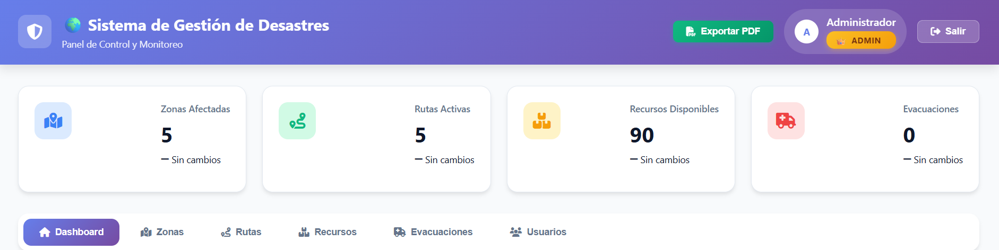 Sistema de Gestión de Desastres
Panel de Control y Monitoreo
PDF
Exportar PDF
A
Administrador
ADMIN
Salir
Zonas Afectadas
5
Sin cambios
Rutas Activas
5
Sin cambios
Recursos Disponibles
90
Sin cambios
Evacuaciones
0
Sin cambios
Dashboard
Zonas
Rutas
Recursos
Evacuaciones
Usuarios